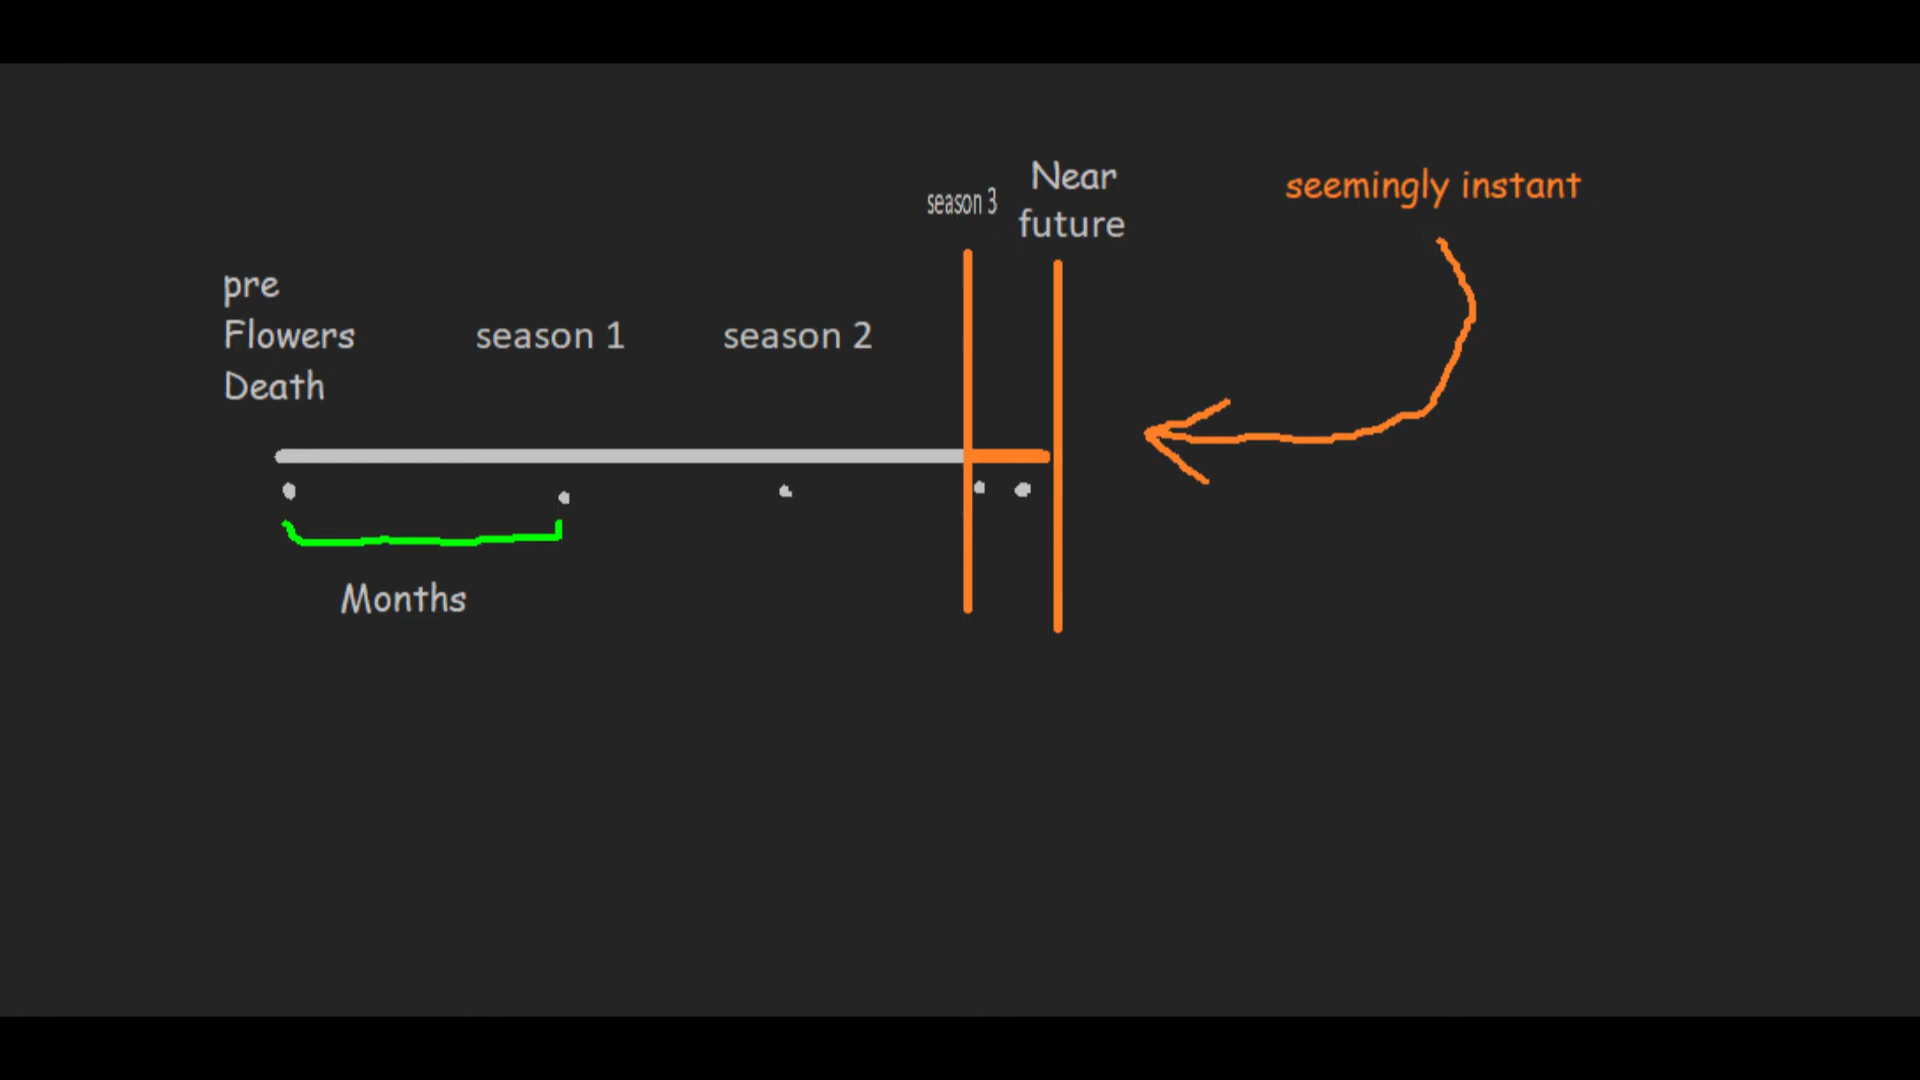 season 3
Near
future
seemingly instant
pre
Flowers
Death
season 1
season 2
Months